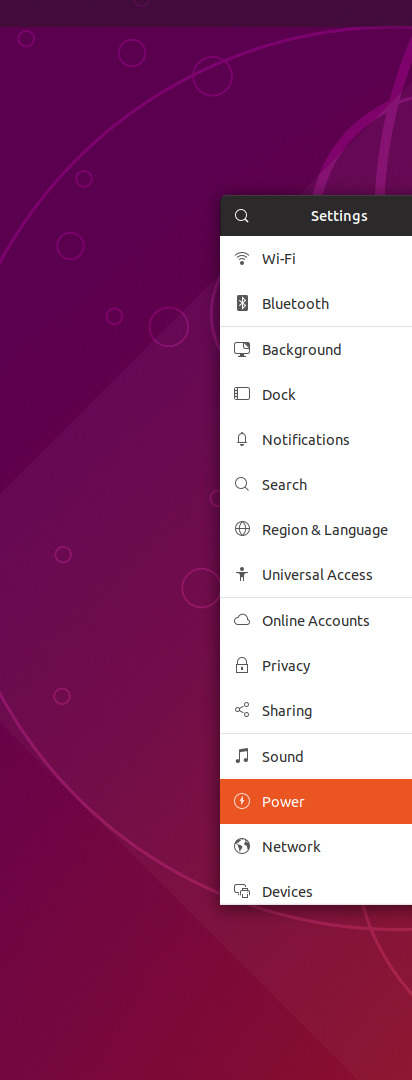 Settings
Wi-Fi
Bluetooth
Background
Dock
Notifications
Search
Region & Language
Universal Access
Online Accounts
Privacy
Sharing
Sound
Power
Network
Devices